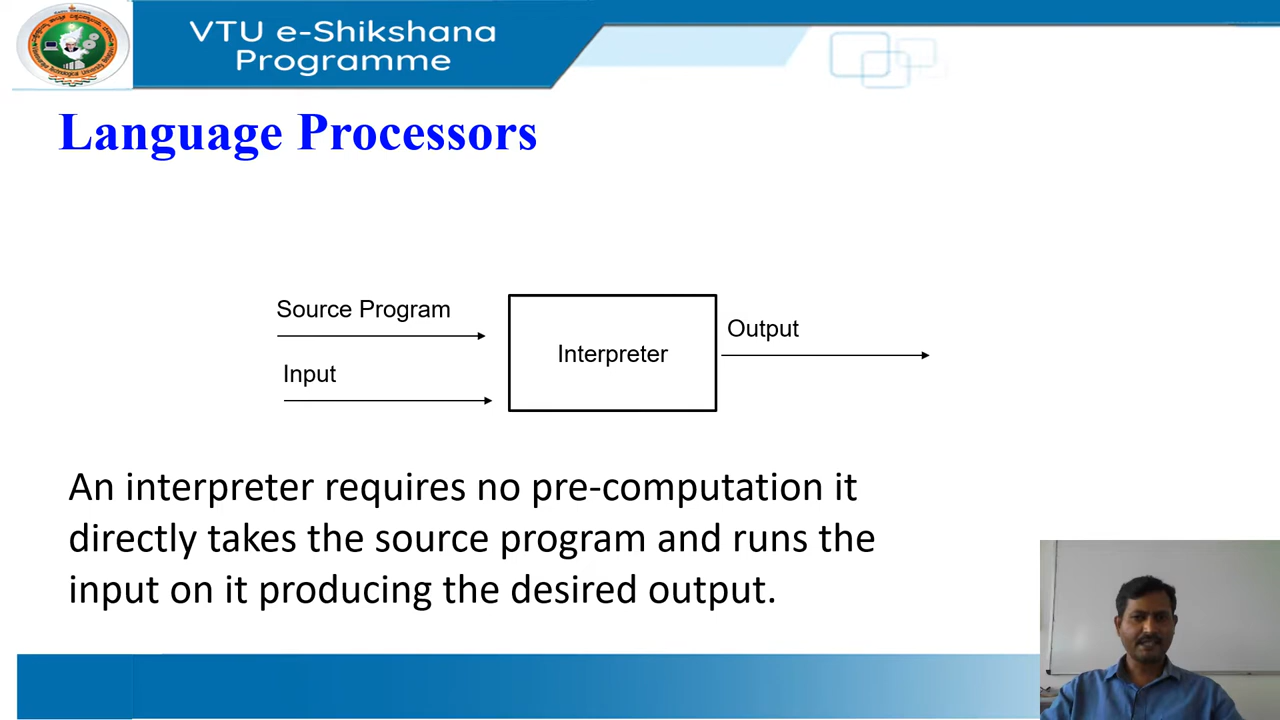 VTU e-Shikshana
Programme
Language Processors
Source Program
Input
Interpreter
Output
An interpreter requires no pre-computation it
directly takes the source program and runs the
input on it producing the desired output.